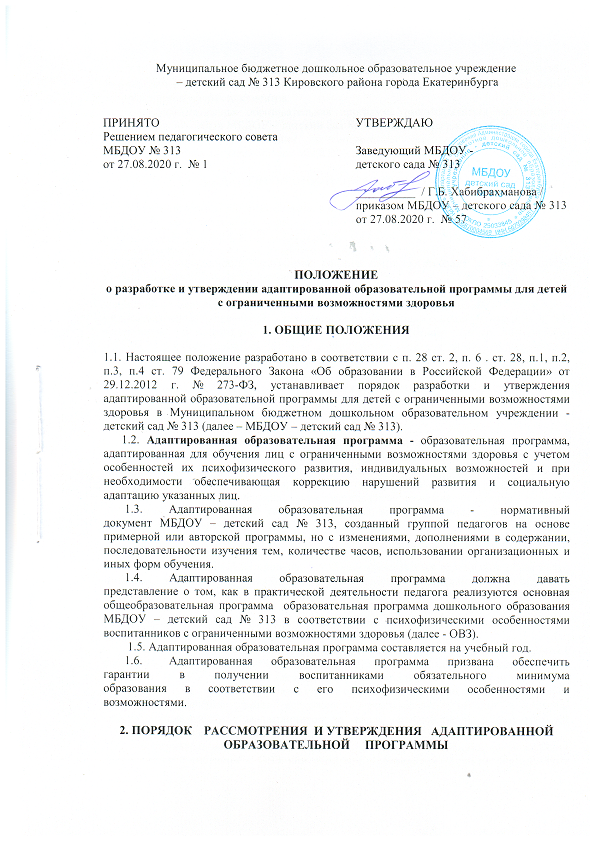 Муниципальное бюджетное дошкольное образовательное учреждение
– детский сад № 313 Кировского района города Екатеринбурга
ПРИНЯТО
Решением педагогического совета
МБДОУ № 313
от 27.08.2020 г. № 1
УТВЕРЖДАЮ
Заведующий МБДОУ -
детского сада № 313
/ Г.Б. Хабибрахманова /
приказом МБДОУ – детского сада № 313
от 27.08.2020 г. № 57
МБДОУ
детский сад
ПОЛОЖЕНИЕ
о разработке и утверждении адаптированной образовательной программы для детей
с ограниченными возможностями здоровья
1. ОБЩИЕ ПОЛОЖЕНИЯ
1.1. Настоящее положение разработано в соответствии с п. 28 ст. 2, п. 6 . ст. 28, п.1, п.2,
п.3, п.4 ст. 79 Федерального Закона «Об образовании в Российской Федерации» от
29.12.2012 г. № 273-ФЗ, устанавливает порядок разработки и утверждения
адаптированной образовательной программы для детей с ограниченными возможностями
здоровья в Муниципальном бюджетном дошкольном образовательном учреждении -
детский сад № 313 (далее – МБДОУ – детский сад № 313).
1.2. Адаптированная образовательная программа - образовательная программа,
адаптированная для обучения лиц с ограниченными возможностями здоровья с учетом
особенностей их психофизического развития, индивидуальных возможностей и при
необходимости обеспечивающая коррекцию нарушений развития и социальную
адаптацию указанных лиц.
1.3. Адаптированная образовательная программа - нормативный
документ МБДОУ – детский сад № 313, созданный группой педагогов на основе
примерной или авторской программы, но с изменениями, дополнениями в содержании,
последовательности изучения тем, количестве часов, использовании организационных и
иных форм обучения.
1.4. Адаптированная образовательная программа должна давать
представление о том, как в практической деятельности педагога реализуются основная
общеобразовательная программа образовательная программа дошкольного образования
МБДОУ – детский сад № 313 в соответствии с психофизическими особенностями
воспитанников с ограниченными возможностями здоровья (далее - ОВЗ).
1.5. Адаптированная образовательная программа составляется на учебный год.
1.6. Адаптированная образовательная программа призвана обеспечить
гарантии в получении воспитанниками обязательного минимума
образования в соответствии с его психофизическими особенностями и
возможностями.
2. ПОРЯДОК РАССМОТРЕНИЯ И УТВЕРЖДЕНИЯ АДАПТИРОВАННОЙ
ОБРАЗОВАТЕЛЬНОЙ ПРОГРАММЫ